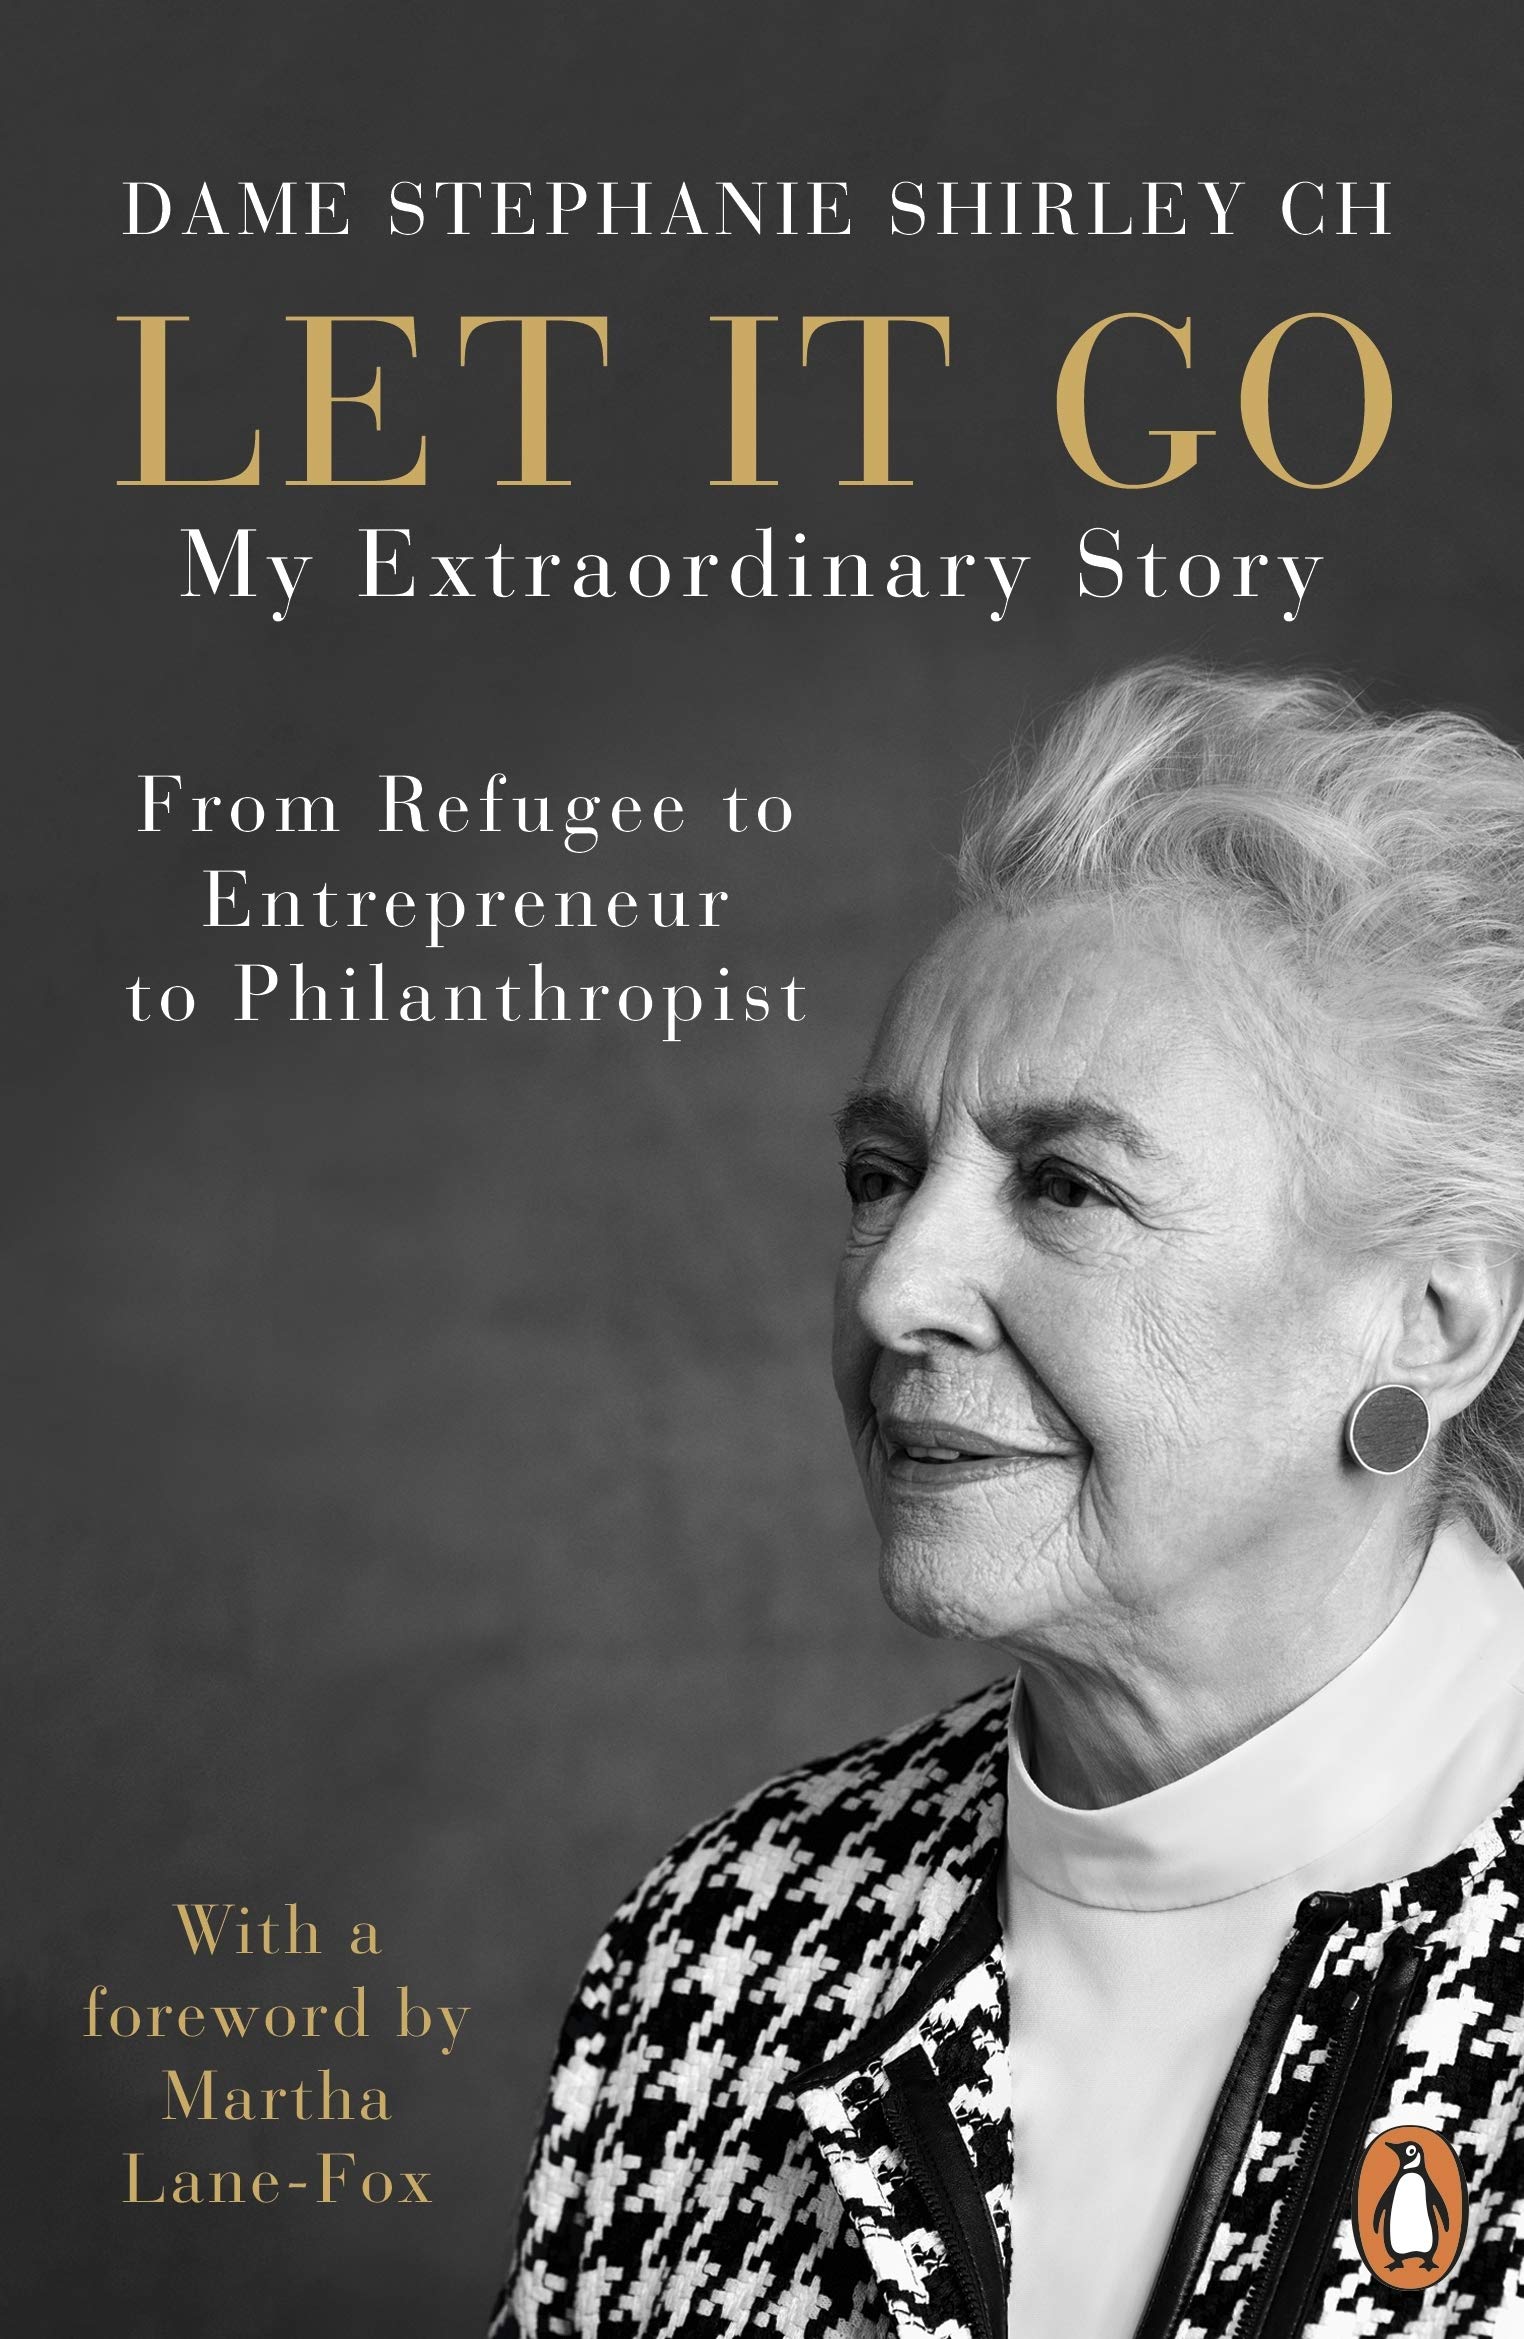 DAME STEPHANIE SHIRLEY CH
LET IT GO
My Extraordinary Story
From Refugee to
Entrepreneur
to Philanthropist
With a
foreword by
Martha
Lane-Fox